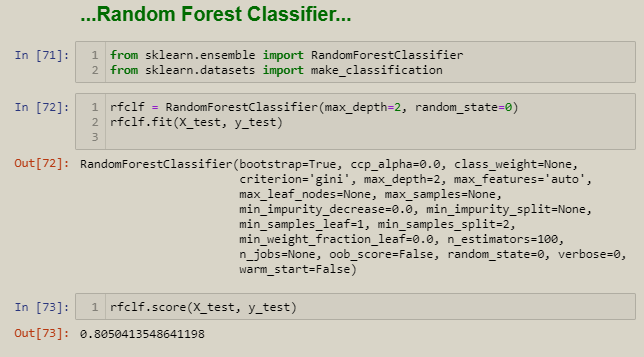 ...Random Forest Classifier...
In [71]: 1 from sklearn.ensemble import RandomForestClassifier
2 from sklearn.datasets import make_classification
In [72]: 1 rfclf = RandomForestClassifier(max_depth=2, random_state=0)
2 rfclf.fit(X_test, y_test)
3
Out[72]: RandomForestClassifier(bootstrap=True, ccp_alpha=0.0, class_weight=None,
criterion='gini', max_depth=2, max_features='auto',
max_leaf_nodes=None, max_samples=None,
min_impurity_decrease=0.0, min_impurity_split=None,
min_samples_leaf=1, min_samples_split=2,
min_weight_fraction_leaf=0.0, n_estimators=100,
n_jobs=None, oob_score=False, random_state=0, verbose=0,
warm_start=False)
In [73]: 1 rfclf.score(X_test, y_test)
Out[73]: 0.8050413548641198